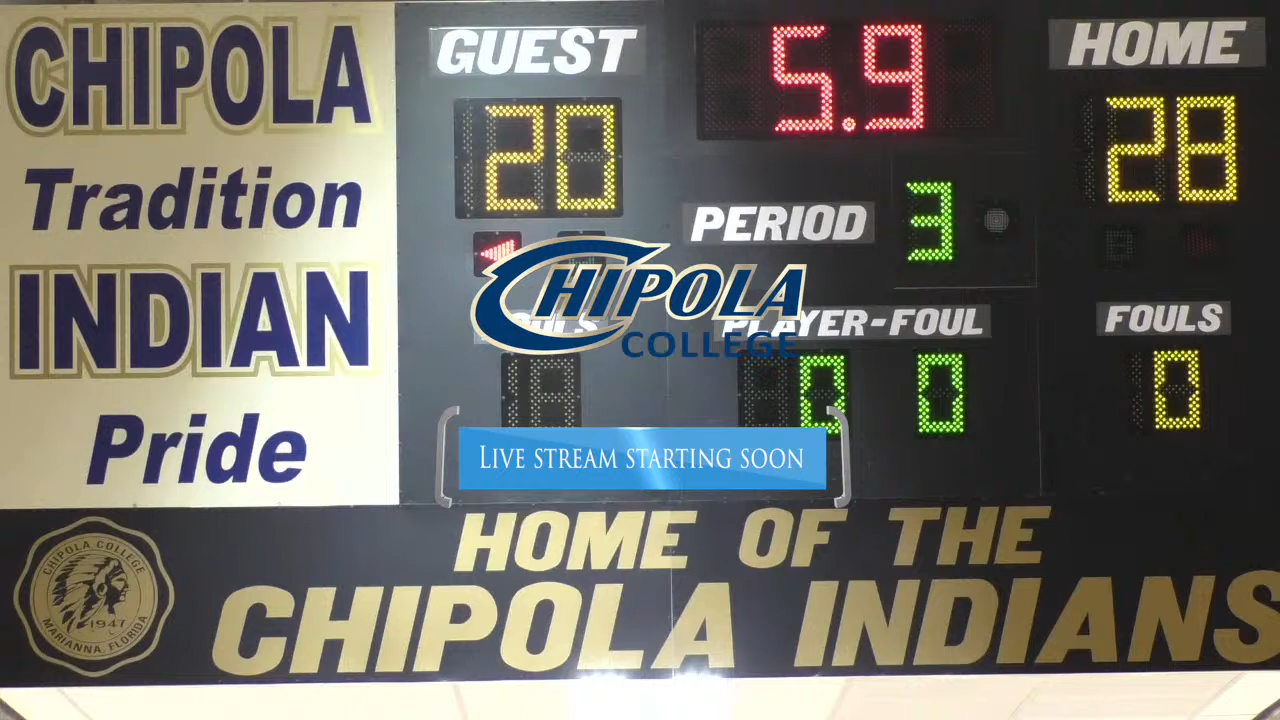 CHIPOLA
Tradition
INDIAN
Pride
GUEST
20
5.9
HOME
28
PERIOD
3
CHIPOLA
COLLEGE
PLAYER-FOUL
0 0
FOULS
0
LIVE STREAM STARTING SOON
HOME OF THE
CHIPOLA INDIANS
CHIPOLA COLLEGE
1947
MARIANNA, FLORIDA